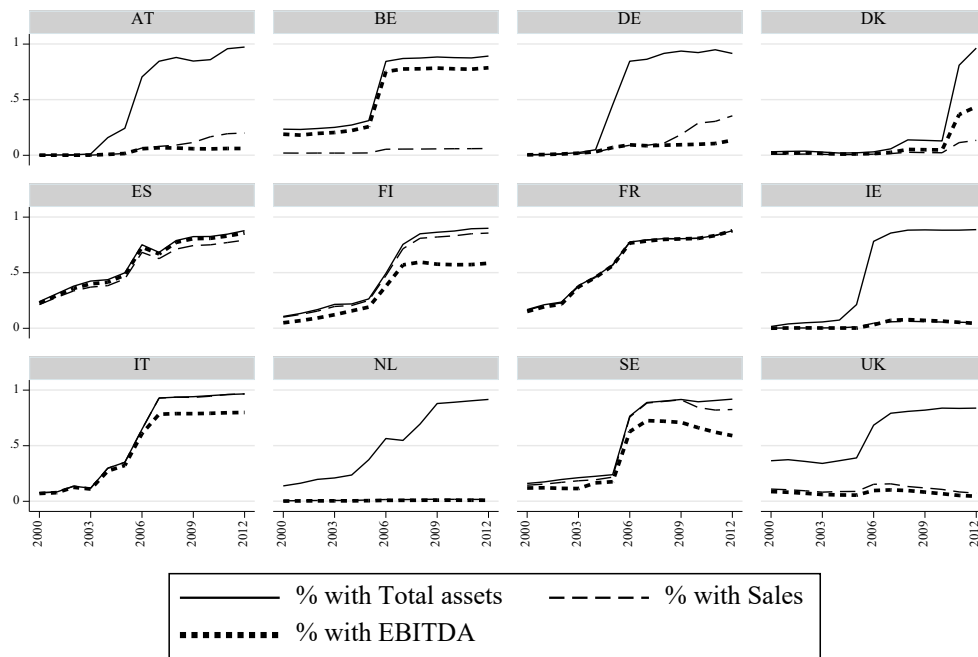 AT BE DE DK
1
.5
0
ES FI FR IE
1
.5
0
IT NL SE UK
1
.5
0
2000 2003 2006 2009 2012 2000 2003 2006 2009 2012 2000 2003 2006 2009 2012 2000 2003 2006 2009 2012
% with Total assets % with Sales
% with EBITDA